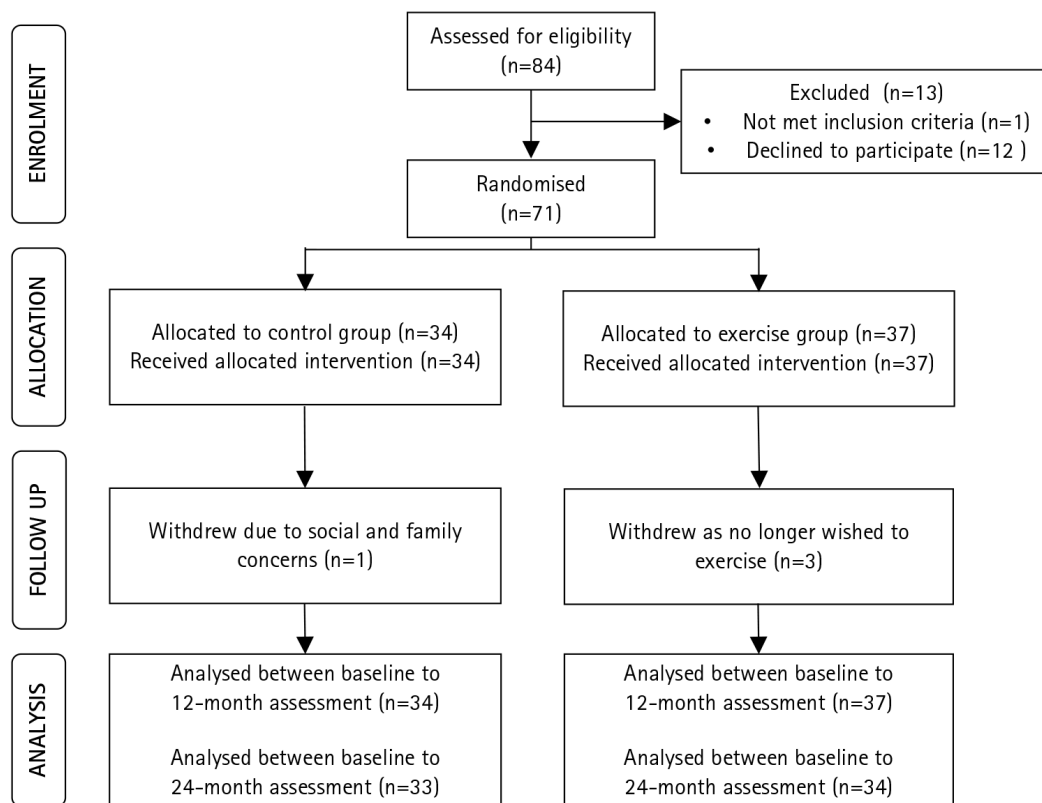 ENROLMENT
Assessed for eligibility
(n=84)
Excluded (n=13)
• Not met inclusion criteria (n=1)
• Declined to participate (n=12 )
Randomised
(n=71)
ALLOCATION
Allocated to control group (n=34)
Received allocated intervention (n=34)
Allocated to exercise group (n=37)
Received allocated intervention (n=37)
FOLLOW UP
Withdrew due to social and family
concerns (n=1)
Withdrew as no longer wished to
exercise (n=3)
ANALYSIS
Analysed between baseline to
12-month assessment (n=34)
Analysed between baseline to
24-month assessment (n=33)
Analysed between baseline to
12-month assessment (n=37)
Analysed between baseline to
24-month assessment (n=34)